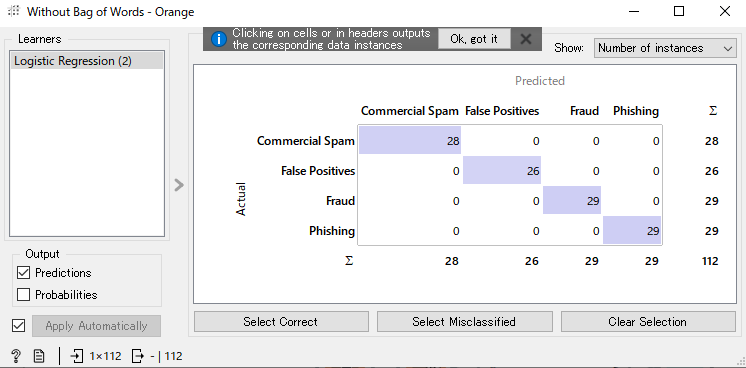 Without Bag of Words - Orange
Learners
Logistic Regression (2)
Output
Predictions
Probabilities
Apply Automatically
1×112
- | 112
Clicking on cells or in headers outputs
the corresponding data instances
Ok, got it
Show:
Number of instances
Predicted
Commercial Spam False Positives Fraud Phishing Σ
Actual
Commercial Spam 28 0 0 0 28
False Positives 0 26 0 0 26
Fraud 0 0 29 0 29
Phishing 0 0 0 29 29
Σ 28 26 29 29 112
Select Correct
Select Misclassified
Clear Selection